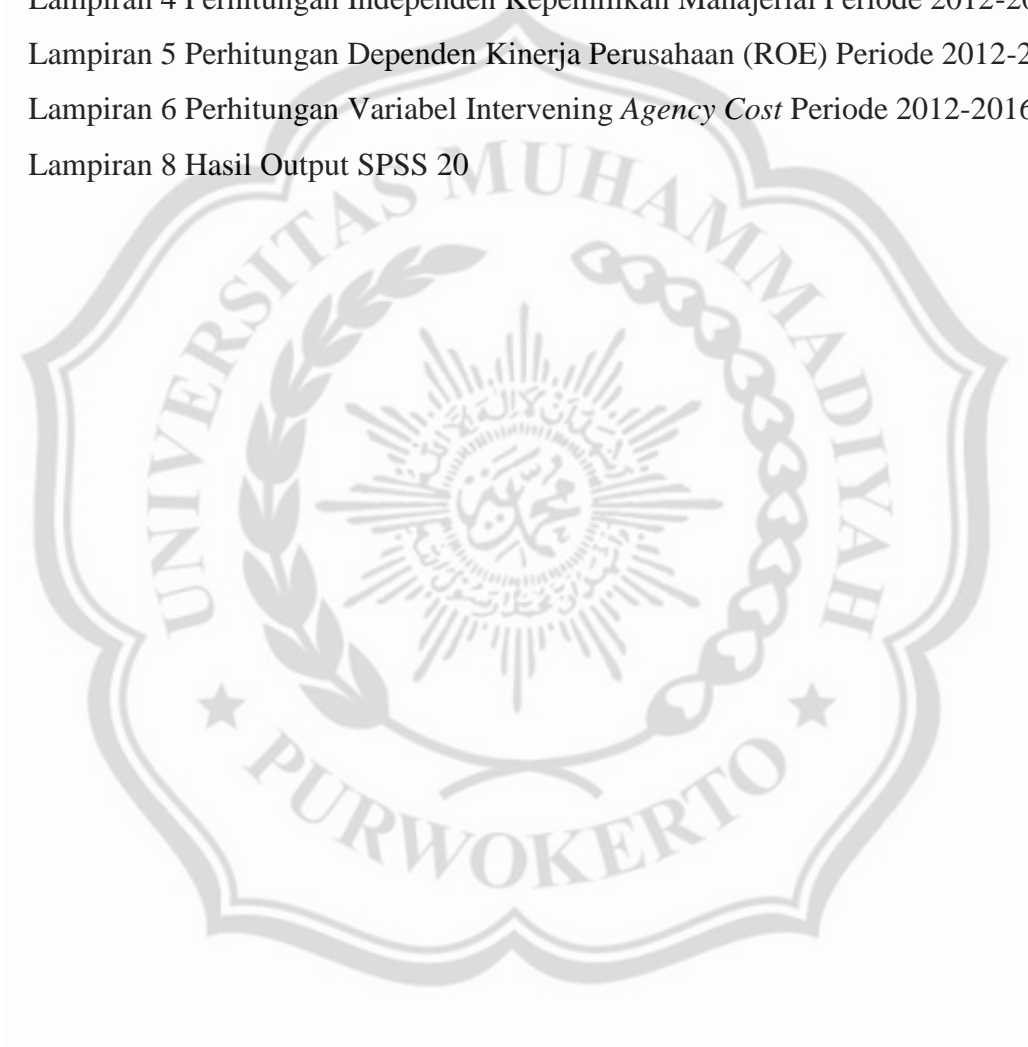 Lampiran 4 Perhitungan Independen Kepemilikan Manajerial Periode 2012-20
Lampiran 5 Perhitungan Dependen Kinerja Perusahaan (ROE) Periode 2012-2
Lampiran 6 Perhitungan Variabel Intervening Agency Cost Periode 2012-2016
Lampiran 8 Hasil Output SPSS 20
UNIVERSITAS MUHAMMADIYAH
PURWOKERTO